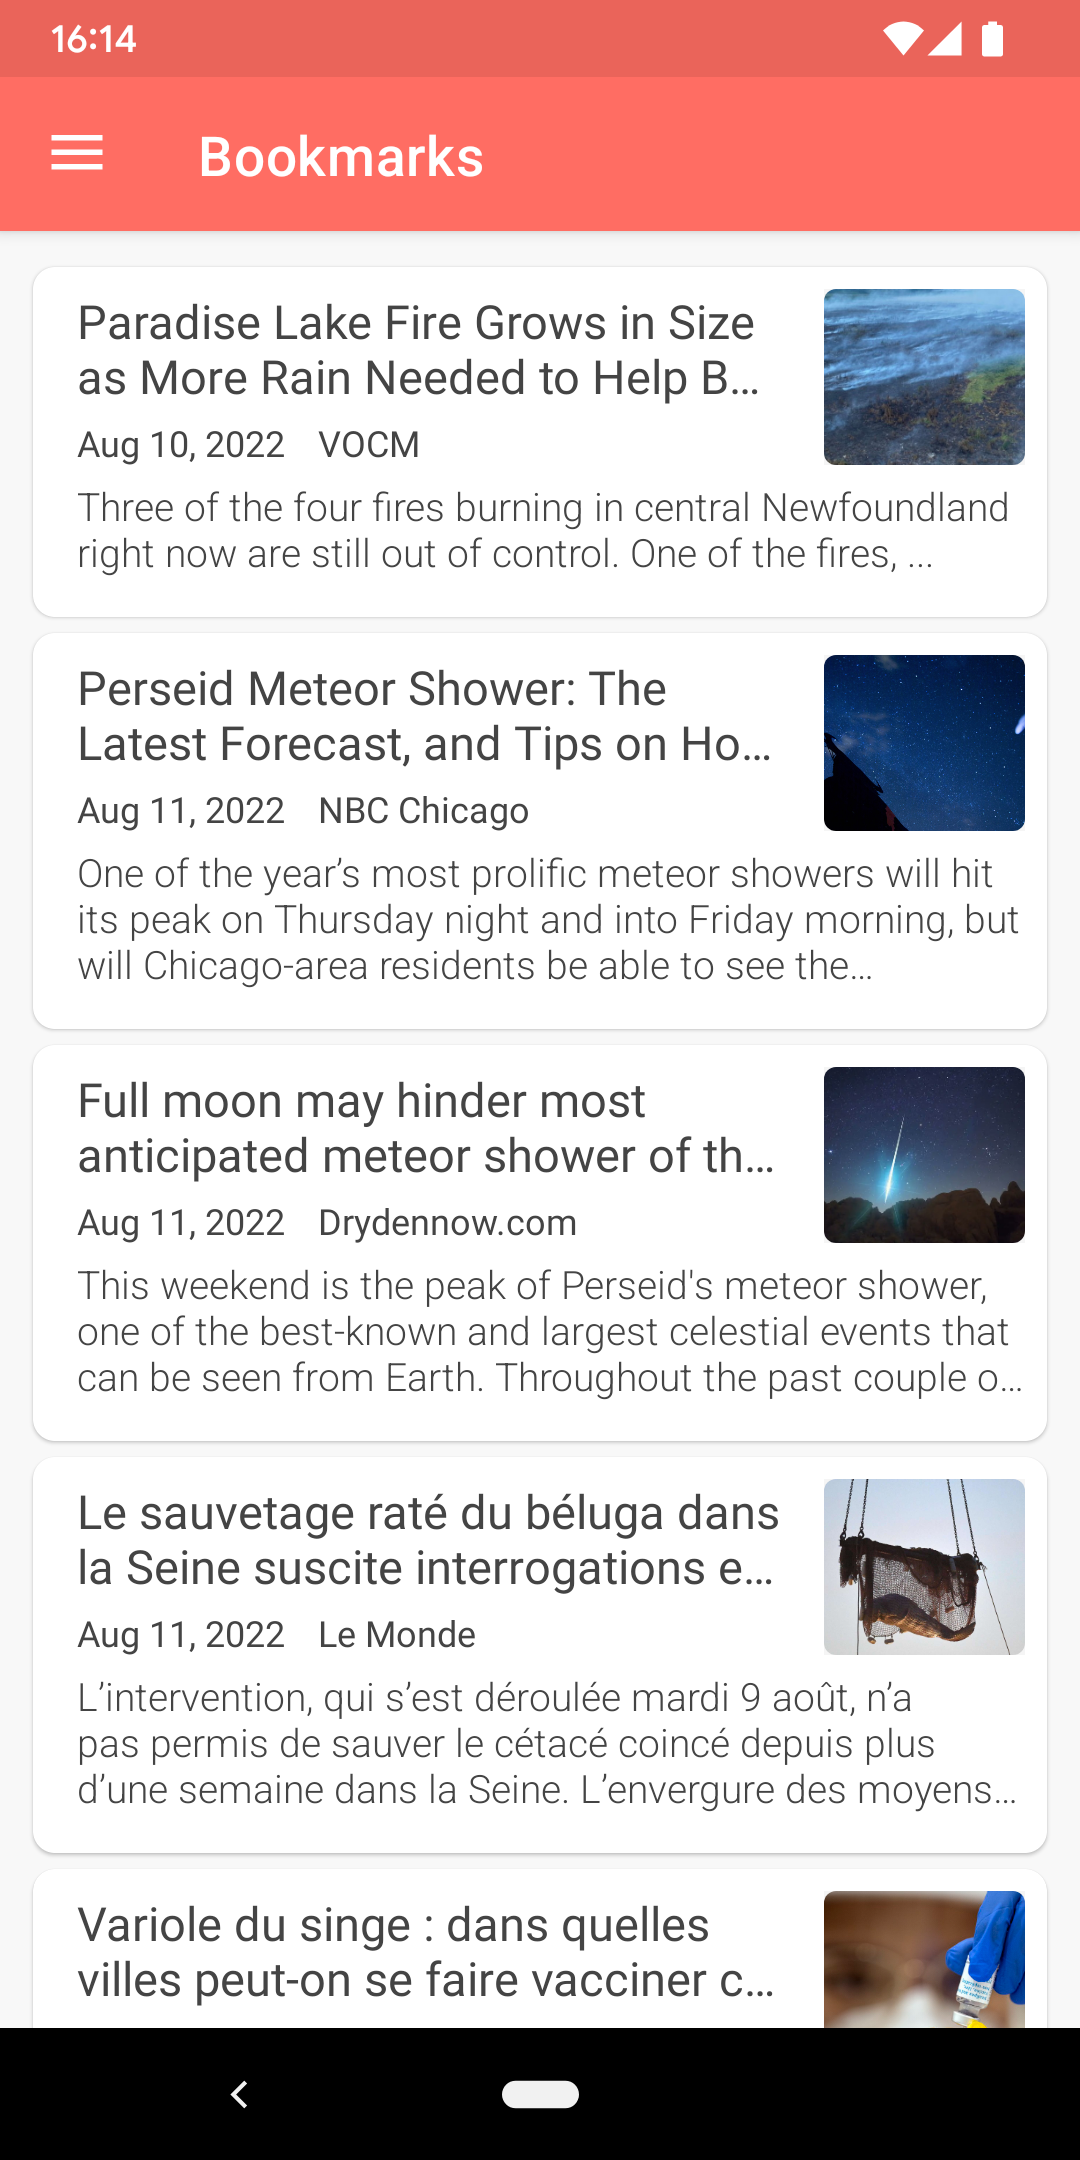 16:14
Bookmarks
Paradise Lake Fire Grows in Size
as More Rain Needed to Help B...
Aug 10, 2022 VOCM
Three of the four fires burning in central Newfoundland
right now are still out of control. One of the fires, ...
Perseid Meteor Shower: The
Latest Forecast, and Tips on Ho...
Aug 11, 2022 NBC Chicago
One of the year’s most prolific meteor showers will hit
its peak on Thursday night and into Friday morning, but
will Chicago-area residents be able to see the...
Full moon may hinder most
anticipated meteor shower of th...
Aug 11, 2022 Drydennow.com
This weekend is the peak of Perseid's meteor shower,
one of the best-known and largest celestial events that
can be seen from Earth. Throughout the past couple o...
Le sauvetage raté du béluga dans
la Seine suscite interrogations e...
Aug 11, 2022 Le Monde
L’intervention, qui s’est déroulée mardi 9 août, n’a
pas permis de sauver le cétacé coincé depuis plus
d’une semaine dans la Seine. L’envergure des moyens...
Variole du singe : dans quelles
villes peut-on se faire vacciner c...